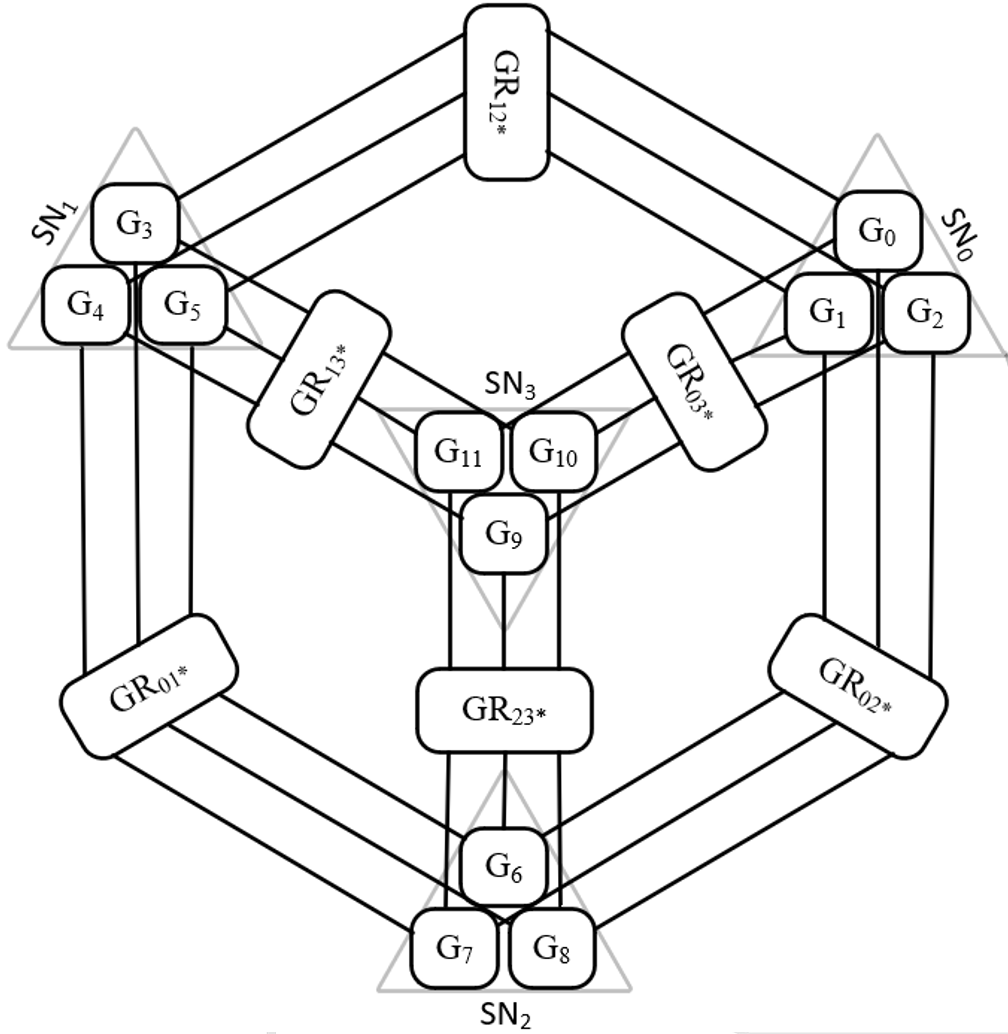 GR₁₂*
SN₁
G₃
G₀
SN₀
G₄
G₅
G₁
G₂
GR₁₃*
GR₀₃*
SN₃
G₁₁
G₁₀
G₉
GR₀₁*
GR₂₃*
GR₀₂*
G₆
G₇
G₈
SN₂